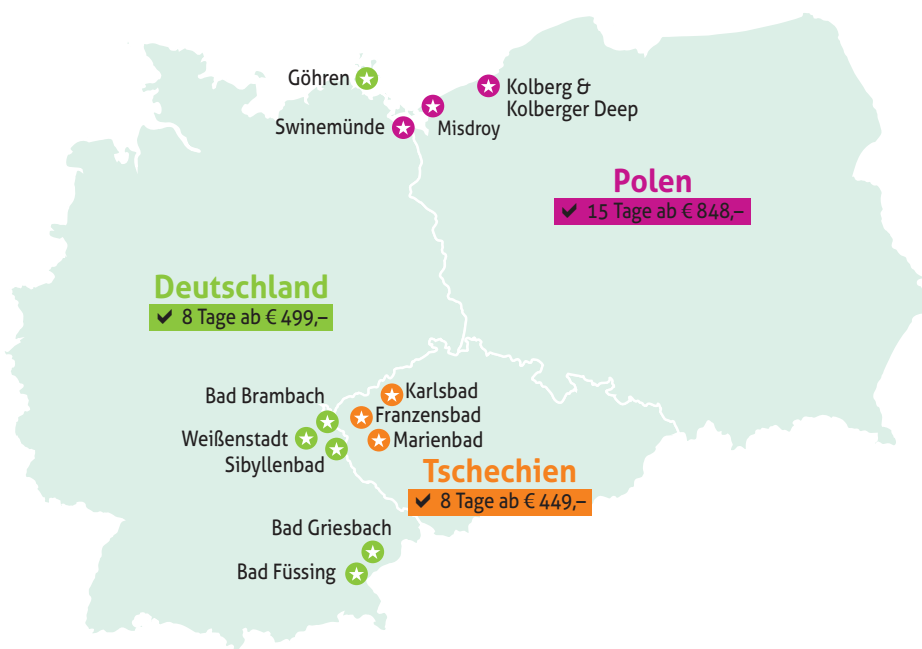 Göhren
Kolberg &
Kolberger Deep
Swinemünde
Misdroy
Polen
15 Tage ab € 848,–
Deutschland
8 Tage ab € 499,–
Bad Brambach
Karlsbad
Franzensbad
Weißenstadt
Marienbad
Sibyllenbad
Tschechien
8 Tage ab € 449,–
Bad Griesbach
Bad Füssing